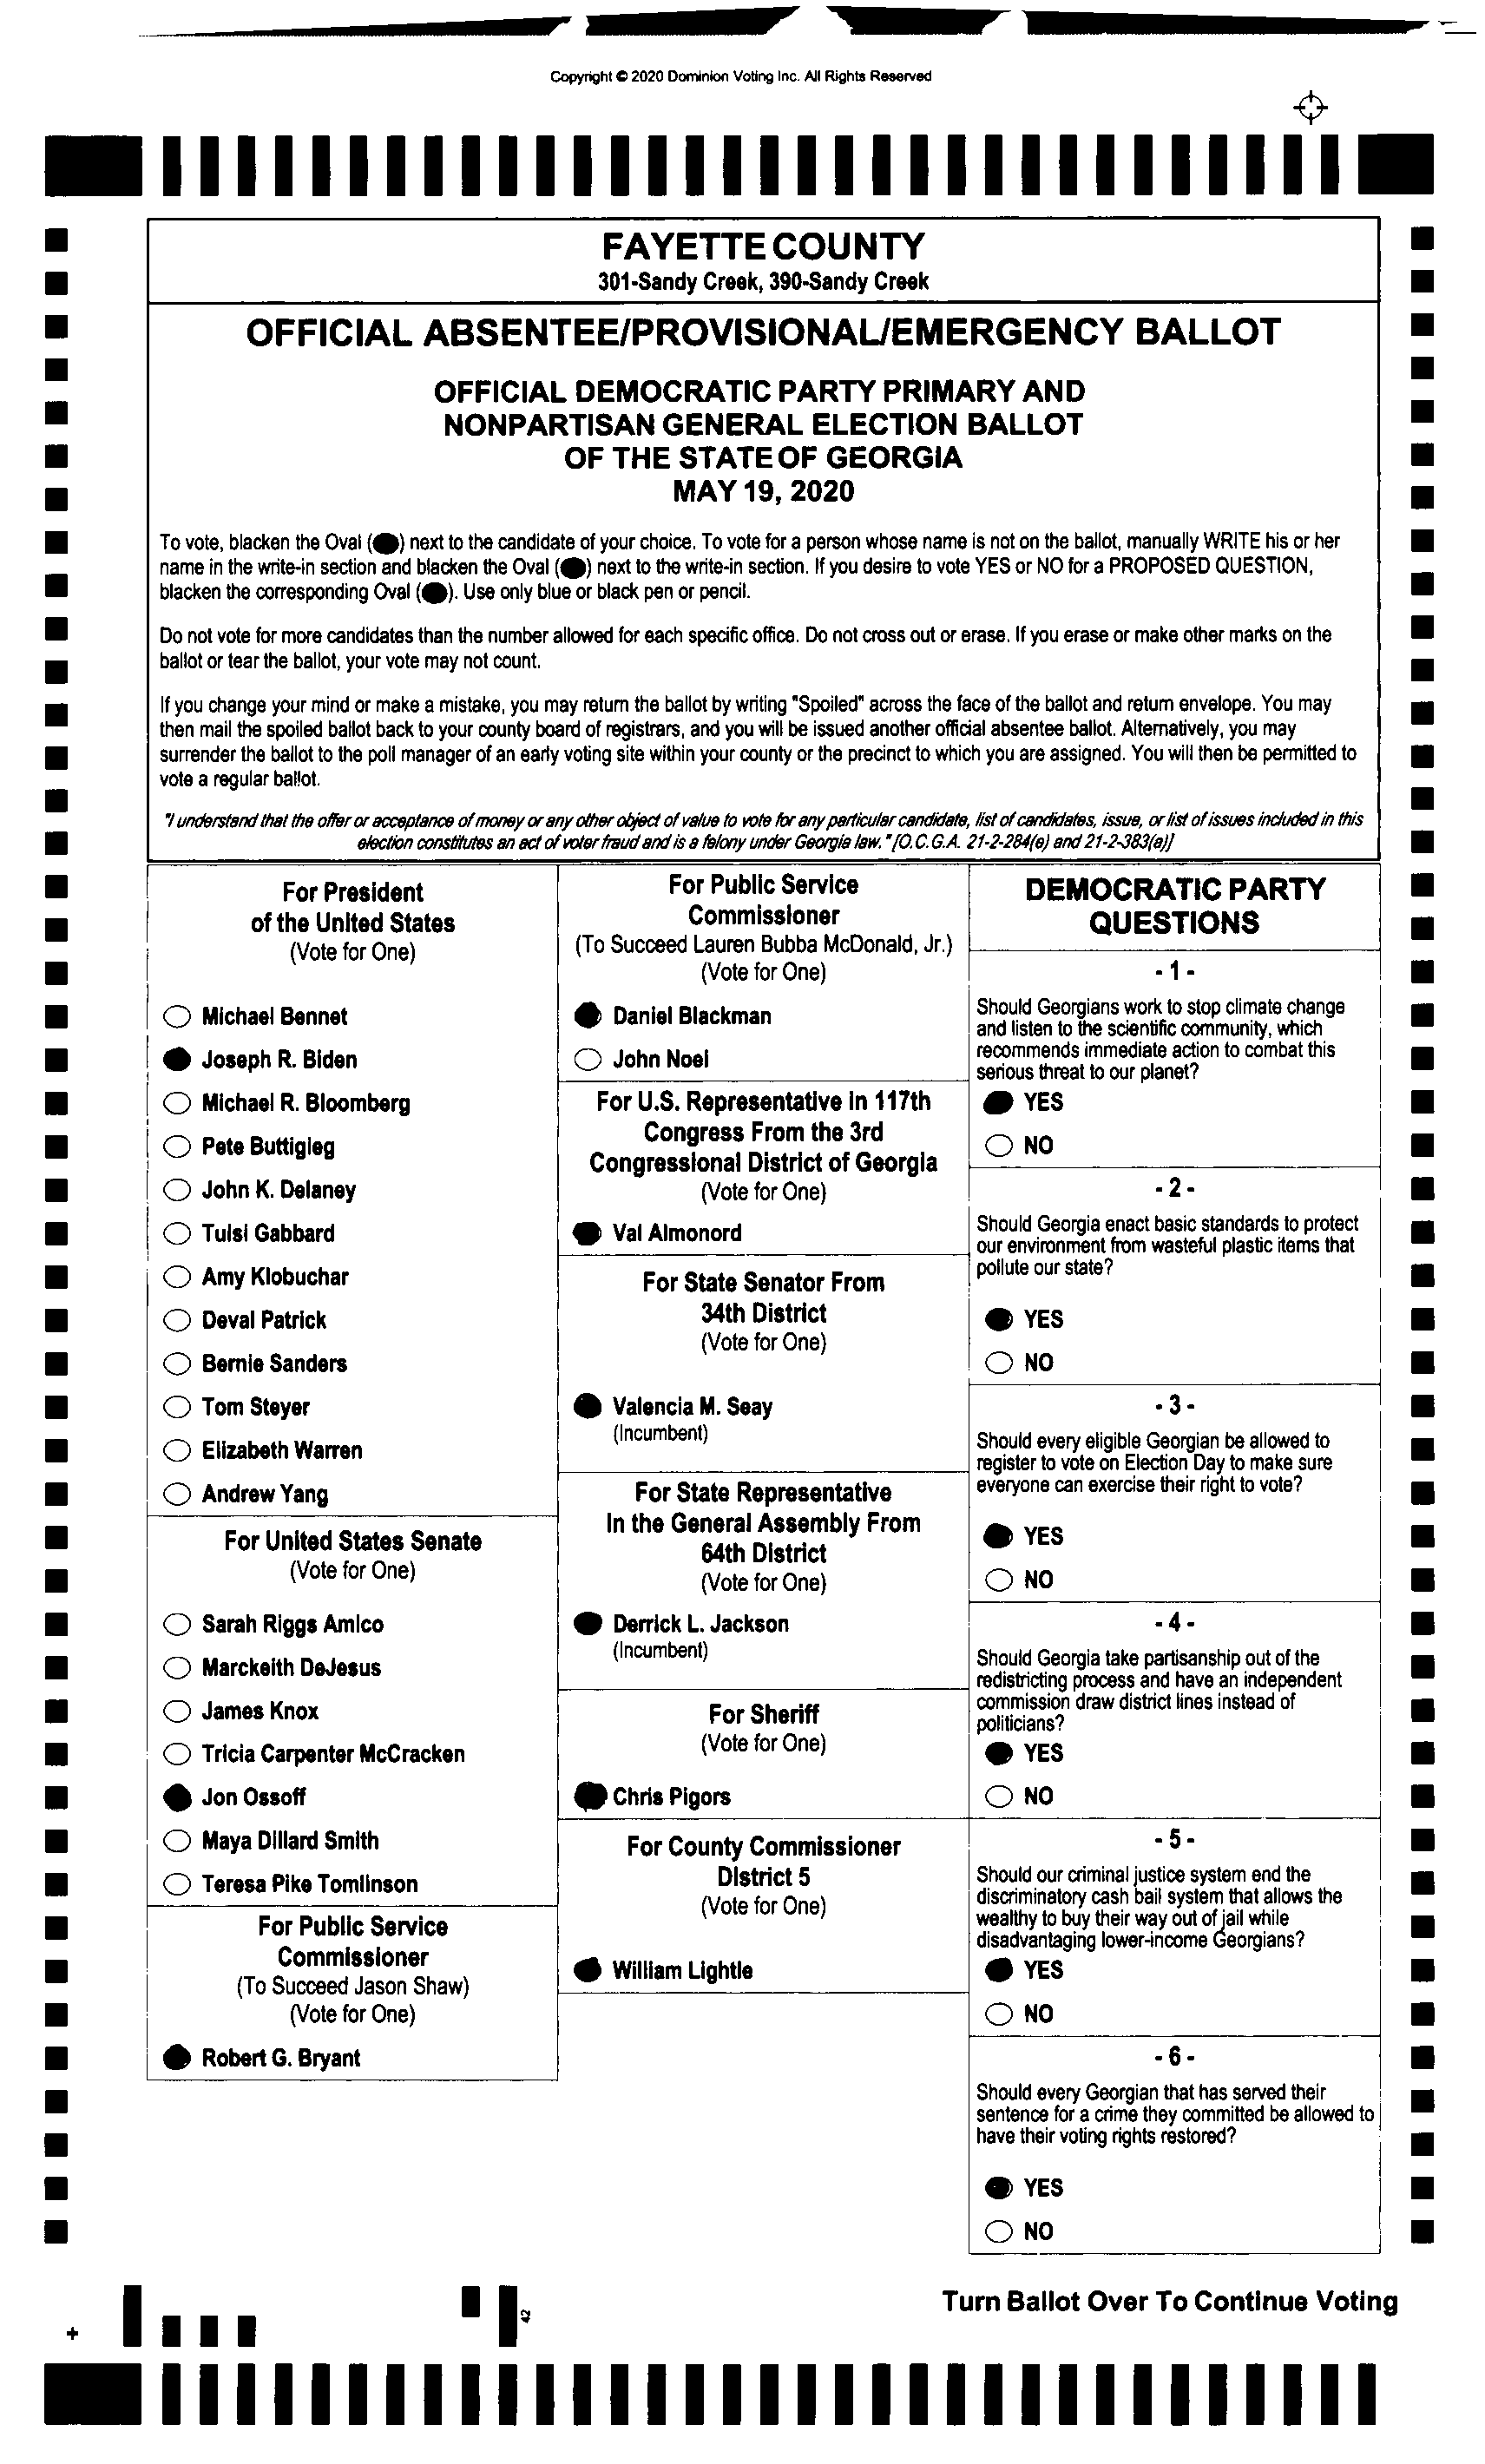 Copyright © 2020 Dominion Voting Inc. All Rights Reserved
FAYETTE COUNTY
301-Sandy Creek, 390-Sandy Creek
OFFICIAL ABSENTEE/PROVISIONAL/EMERGENCY BALLOT
OFFICIAL DEMOCRATIC PARTY PRIMARY AND
NONPARTISAN GENERAL ELECTION BALLOT
OF THE STATE OF GEORGIA
MAY 19, 2020
To vote, blacken the Oval (⬬) next to the candidate of your choice. To vote for a person whose name is not on the ballot, manually WRITE his or her
name in the write-in section and blacken the Oval (⬬) next to the write-in section. If you desire to vote YES or NO for a PROPOSED QUESTION,
blacken the corresponding Oval (⬬). Use only blue or black pen or pencil.
Do not vote for more candidates than the number allowed for each specific office. Do not cross out or erase. If you erase or make other marks on the
ballot or tear the ballot, your vote may not count.
If you change your mind or make a mistake, you may return the ballot by writing "Spoiled" across the face of the ballot and return envelope. You may
then mail the spoiled ballot back to your county board of registrars, and you will be issued another official absentee ballot. Alternatively, you may
surrender the ballot to the poll manager of an early voting site within your county or the precinct to which you are assigned. You will then be permitted to
vote a regular ballot.
"I understand that the offer or acceptance of money or any other object of value to vote for any particular candidate, list of candidates, issue, or list of issues included in this
election constitutes an act of voter fraud and is a felony under Georgia law." [O.C.G.A. 21-2-284(e) and 21-2-383(a)]
For President
of the United States
(Vote for One)
Michael Bennet
Joseph R. Biden
Michael R. Bloomberg
Pete Buttigieg
John K. Delaney
Tulsi Gabbard
Amy Klobuchar
Deval Patrick
Bernie Sanders
Tom Steyer
Elizabeth Warren
Andrew Yang
For United States Senate
(Vote for One)
Sarah Riggs Amico
Marckeith DeJesus
James Knox
Tricia Carpenter McCracken
Jon Ossoff
Maya Dillard Smith
Teresa Pike Tomlinson
For Public Service
Commissioner
(To Succeed Jason Shaw)
(Vote for One)
Robert G. Bryant
For Public Service
Commissioner
(To Succeed Lauren Bubba McDonald, Jr.)
(Vote for One)
Daniel Blackman
John Noel
For U.S. Representative in 117th
Congress From the 3rd
Congressional District of Georgia
(Vote for One)
Val Almonord
For State Senator From
34th District
(Vote for One)
Valencia M. Seay
(Incumbent)
For State Representative
In the General Assembly From
64th District
(Vote for One)
Derrick L. Jackson
(Incumbent)
For Sheriff
(Vote for One)
Chris Pigors
For County Commissioner
District 5
(Vote for One)
William Lightle
DEMOCRATIC PARTY
QUESTIONS
- 1 -
Should Georgians work to stop climate change
and listen to the scientific community, which
recommends immediate action to combat this
serious threat to our planet?
YES
NO
- 2 -
Should Georgia enact basic standards to protect
our environment from wasteful plastic items that
pollute our state?
YES
NO
- 3 -
Should every eligible Georgian be allowed to
register to vote on Election Day to make sure
everyone can exercise their right to vote?
YES
NO
- 4 -
Should Georgia take partisanship out of the
redistricting process and have an independent
commission draw district lines instead of
politicians?
YES
NO
- 5 -
Should our criminal justice system end the
discriminatory cash bail system that allows the
wealthy to buy their way out of jail while
disadvantaging lower-income Georgians?
YES
NO
- 6 -
Should every Georgian that has served their
sentence for a crime they committed be allowed to
have their voting rights restored?
YES
NO
Turn Ballot Over To Continue Voting
42
+